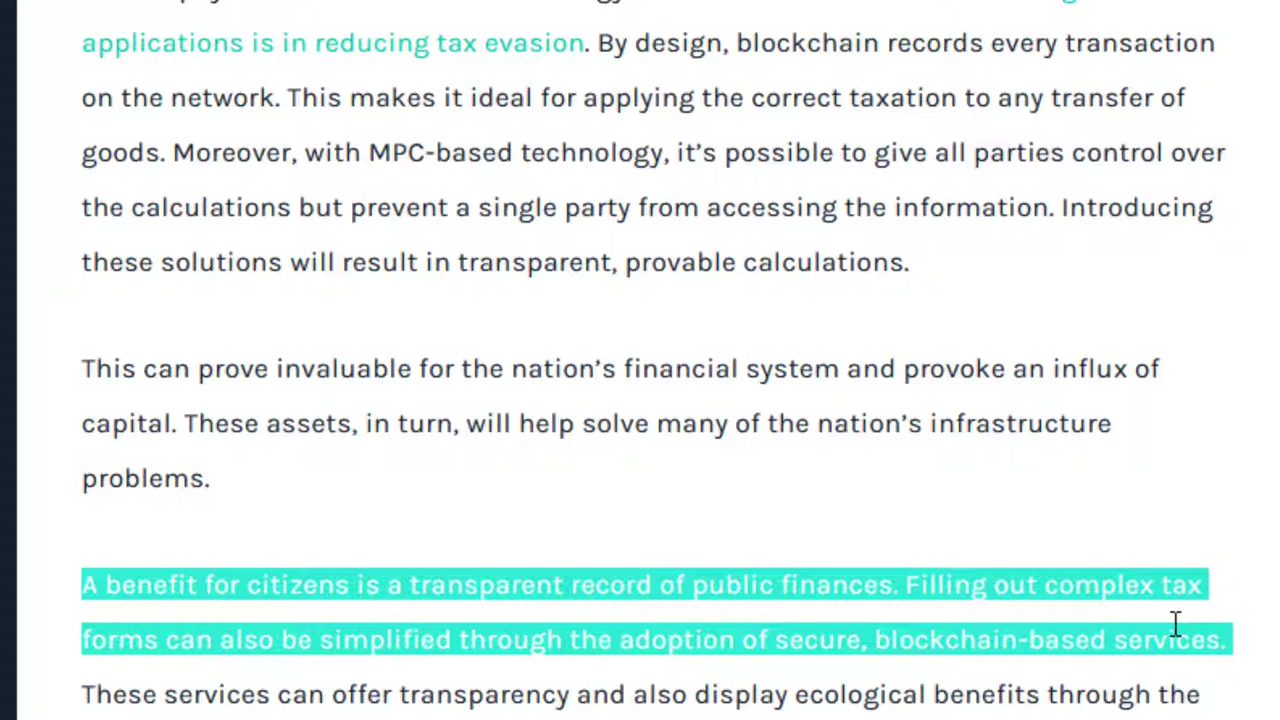 applications is in reducing tax evasion. By design, blockchain records every transaction
on the network. This makes it ideal for applying the correct taxation to any transfer of
goods. Moreover, with MPC-based technology, it’s possible to give all parties control over
the calculations but prevent a single party from accessing the information. Introducing
these solutions will result in transparent, provable calculations.
This can prove invaluable for the nation’s financial system and provoke an influx of
capital. These assets, in turn, will help solve many of the nation’s infrastructure
problems.
A benefit for citizens is a transparent record of public finances. Filling out complex tax
forms can also be simplified through the adoption of secure, blockchain-based services.
These services can offer transparency and also display ecological benefits through the